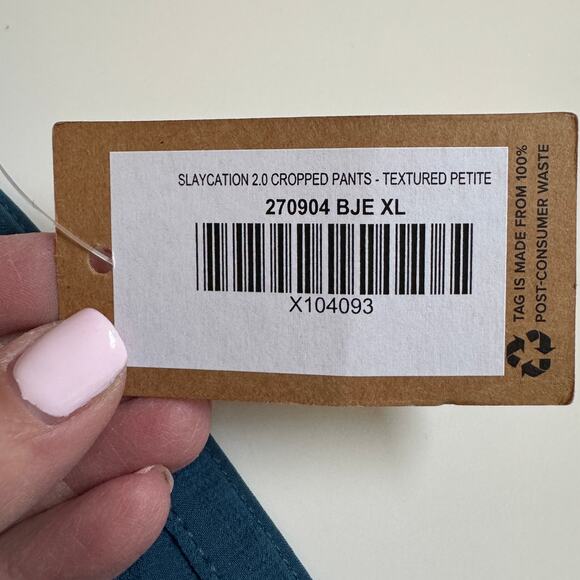 SLAYCATION 2.0 CROPPED PANTS - TEXTURED PETITE
270904 BJE XL
X104093
TAG IS MADE FROM 100%
POST-CONSUMER WASTE